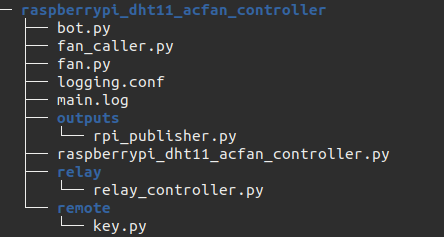 raspberrypi_dht11_acfan_controller
bot.py
fan_caller.py
fan.py
logging.conf
main.log
outputs
rpi_publisher.py
raspberrypi_dht11_acfan_controller.py
relay
relay_controller.py
remote
key.py